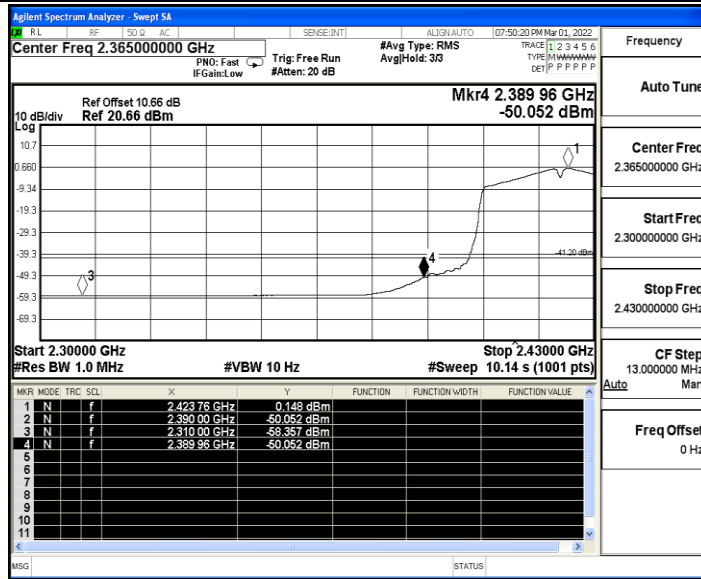 Agilent Spectrum Analyzer - Swept SA
RL RF 50 Ω AC SENSE:INT ALIGNAUTO 07:50:20 PM Mar 01, 2022
Center Freq 2.365000000 GHz
PNO: Fast
IFGain:Low
Trig: Free Run
#Atten: 20 dB
#Avg Type: RMS
Avg|Hold: 3/3
TRACE 1 2 3 4 5 6
TYPE MWWWWW
DET P P P P P P
Ref Offset 10.66 dB
10 dB/div Ref 20.66 dBm
Log
Mkr4 2.389 96 GHz
-50.052 dBm
10.7
0.660
-9.34
-19.3
-29.3
-39.3
-49.3
-59.3
-69.3
1
3
4
-41.20 dBm
Start 2.30000 GHz Stop 2.43000 GHz
#Res BW 1.0 MHz #VBW 10 Hz #Sweep 10.14 s (1001 pts)
MKR MODE TRC SCL X Y FUNCTION FUNCTION WIDTH FUNCTION VALUE
1 N f 2.423 76 GHz 0.148 dBm
2 N f 2.390 00 GHz -50.052 dBm
3 N f 2.310 00 GHz -58.357 dBm
4 N f 2.389 96 GHz -50.052 dBm
5
6
7
8
9
10
11
MSG STATUS
Frequency
Auto Tune
Center Freq
2.365000000 GHz
Start Freq
2.300000000 GHz
Stop Freq
2.430000000 GHz
CF Step
13.000000 MHz
Auto Man
Freq Offset
0 Hz